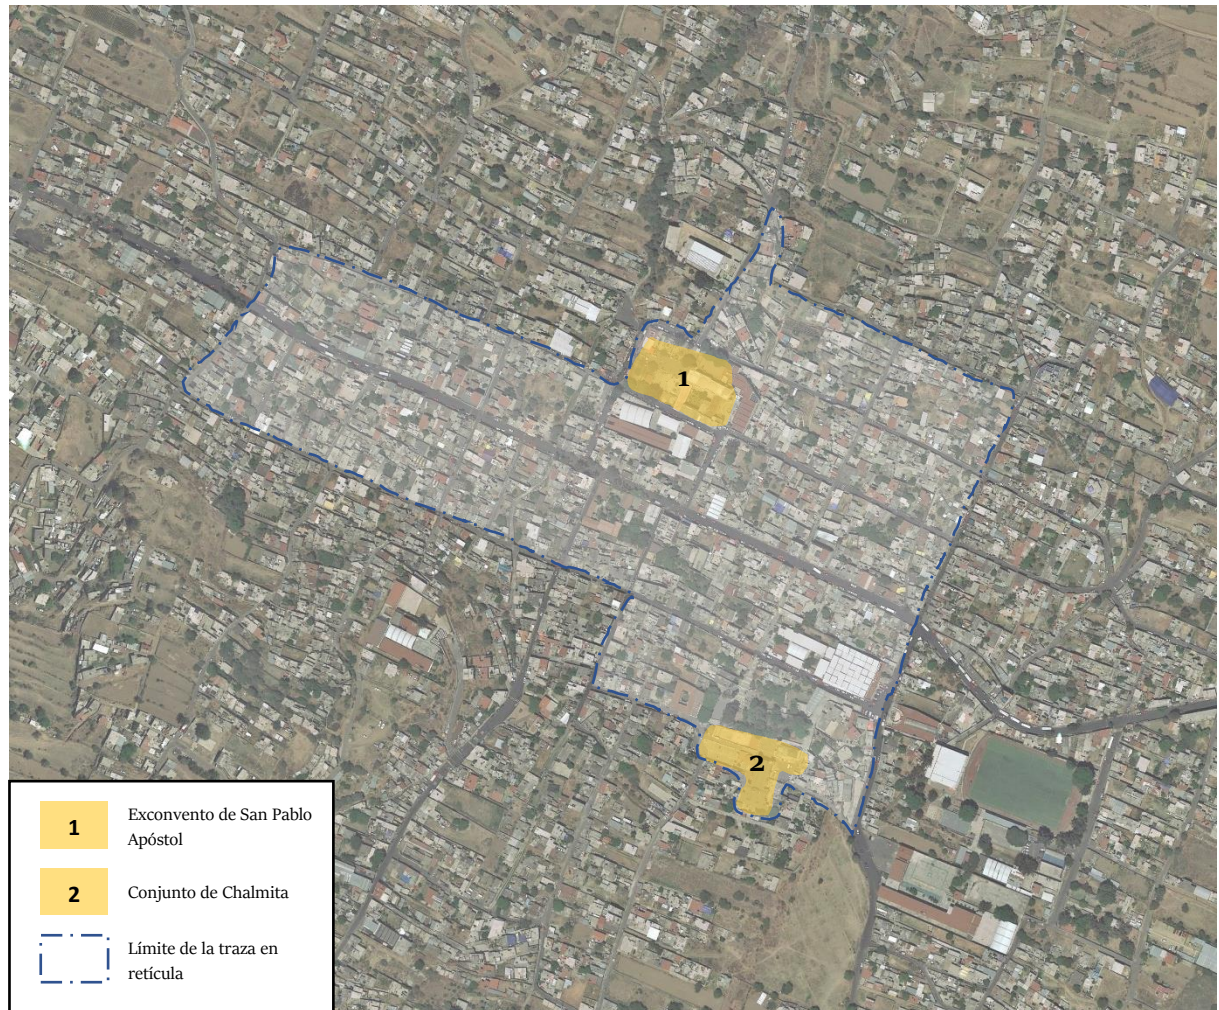 1
2
1
Exconvento de San Pablo
Apóstol
2
Conjunto de Chalmita
Límite de la traza en
retícula